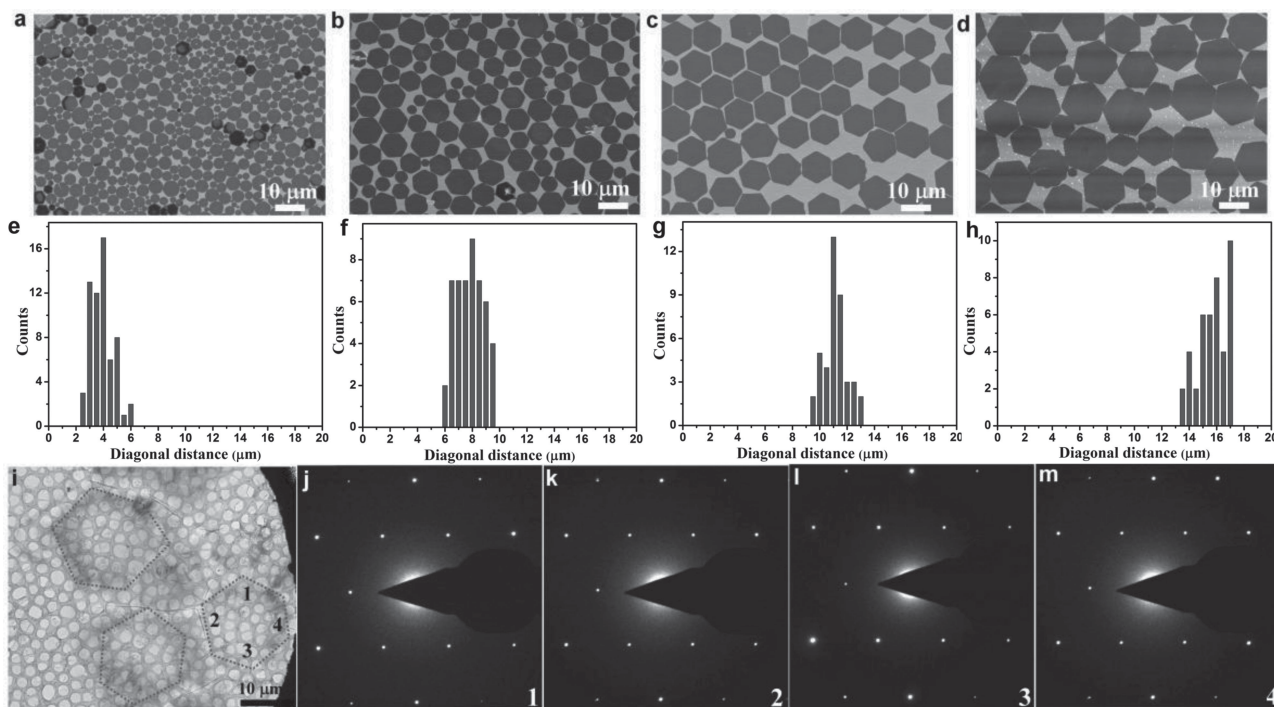 a
b
c
d
10 μm
10 μm
10 μm
10 μm
e
f
g
h
16
12
8
4
0
Counts
0 2 4 6 8 10 12 14 16 18 20
Diagonal distance (μm)
8
6
4
2
0
Counts
0 2 4 6 8 10 12 14 16 18 20
Diagonal distance (μm)
12
9
6
3
0
Counts
0 2 4 6 8 10 12 14 16 18 20
Diagonal distance (μm)
10
8
6
4
2
0
Counts
0 2 4 6 8 10 12 14 16 18 20
Diagonal distance (μm)
i
j
k
l
m
1
2
4
3
10 μm
1
2
3
4